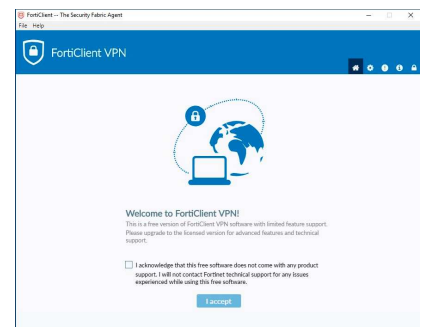 FortiClient -- The Security Fabric Agent
File Help
FortiClient VPN
Welcome to FortiClient VPN!
This is a free version of FortiClient VPN software with limited feature support.
Please upgrade to the licensed version for advanced features and technical
support.
I acknowledge that this free software does not come with any product
support. I will not contact Fortinet technical support for any issues
experienced while using this free software.
I accept